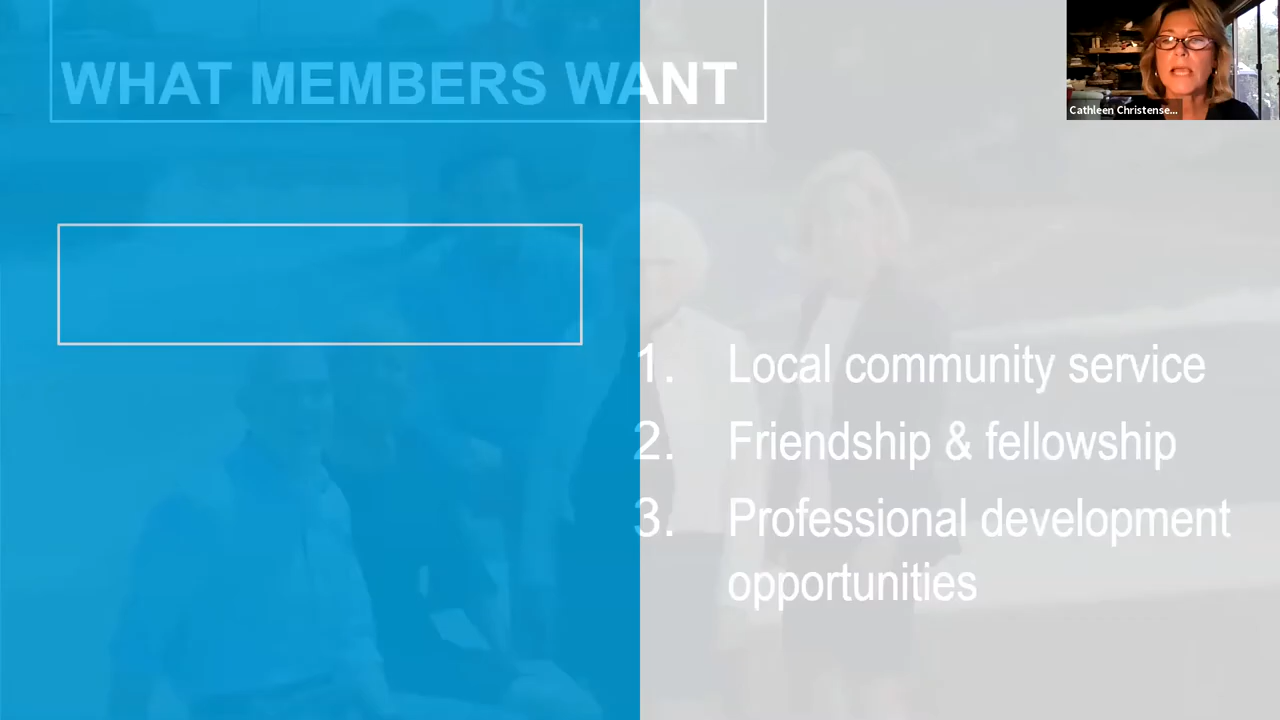 WHAT MEMBERS WANT
Cathleen Christense...
1. Local community service
2. Friendship & fellowship
3. Professional development
opportunities